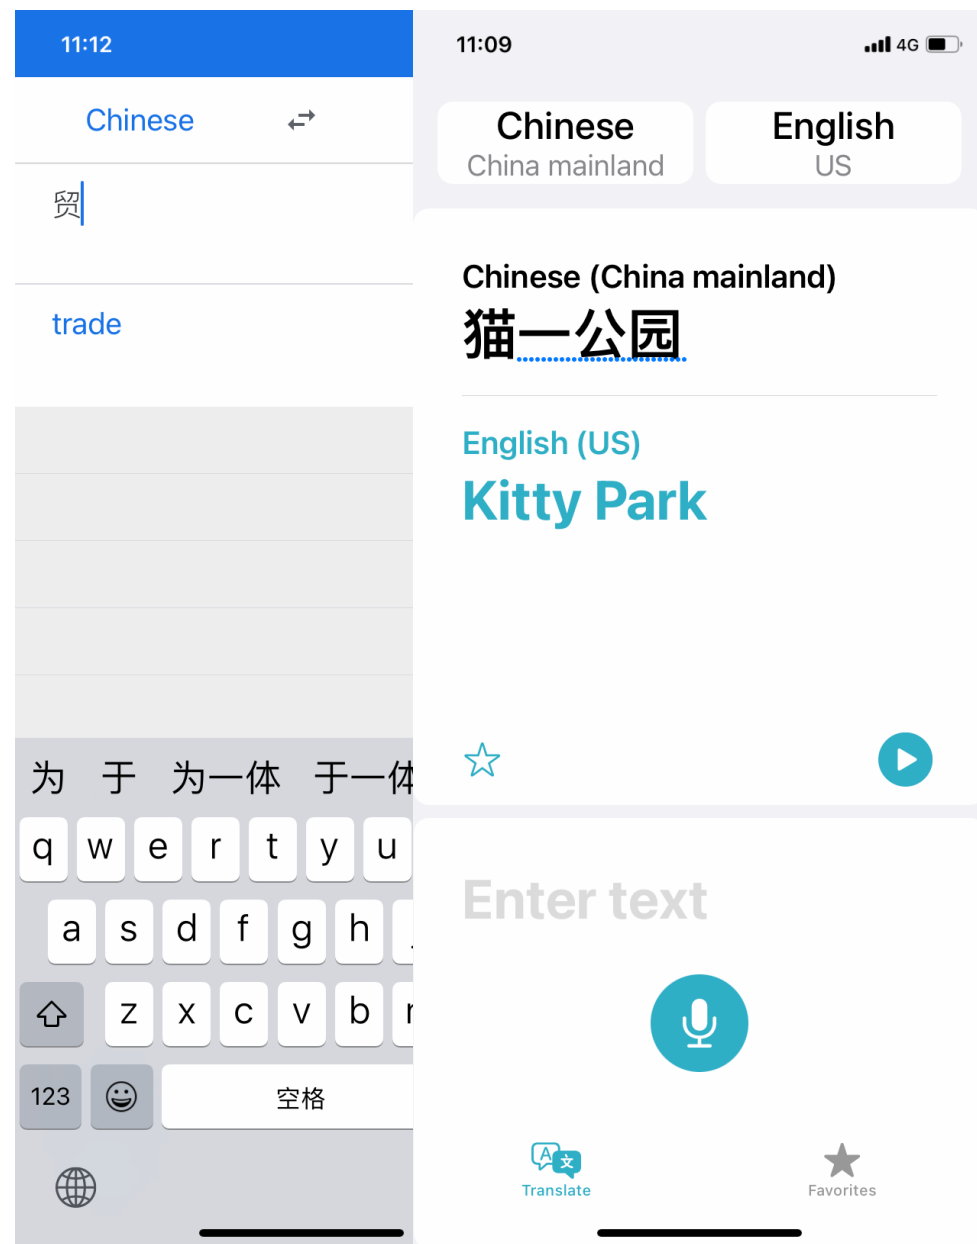 11:12
Chinese
贸
trade
为 于 为一体 于一体
q w e r t y u
a s d f g h
z x c v b
123 空格
11:09
4G
Chinese
China mainland
English
US
Chinese (China mainland)
猫一公园
English (US)
Kitty Park
Enter text
Translate
Favorites